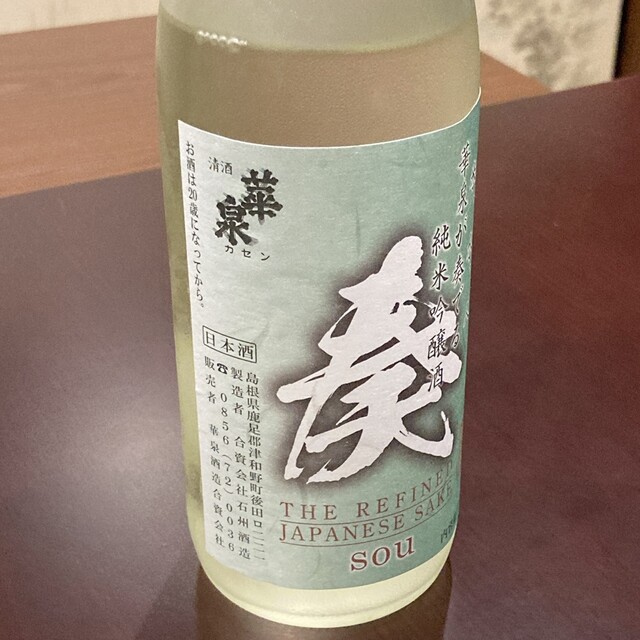 清酒
華泉
カセン
お酒は20歳になってから。
華泉が奏でる
純米吟醸酒
奏
日本酒
島根県鹿足郡津和野町後田ロ二二一
製造者 合資会社石州酒造
☎0856(72)0036
販売者 華泉酒造合資会社
THE REFINED
JAPANESE SAKE
sou